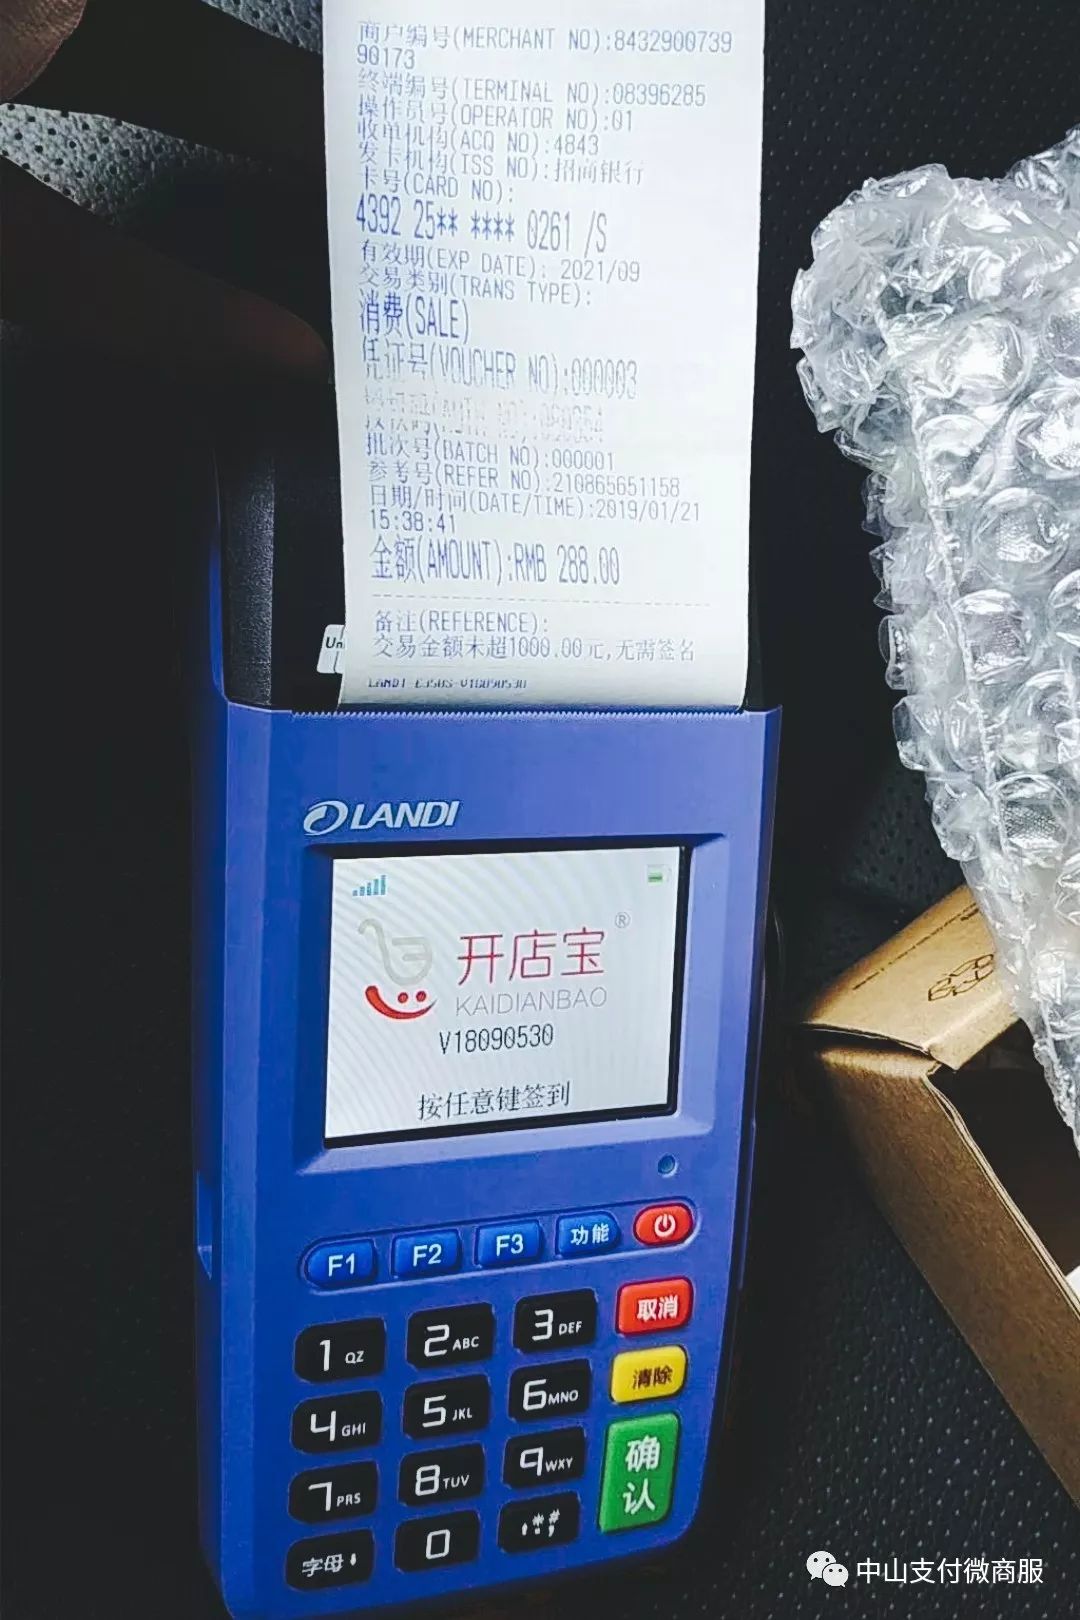 商户编号(MERCHANT NO):8432900739
90173
终端编号(TERMINAL NO):08396285
操作员号(OPERATOR NO):01
收单机构(ACQ NO):4843
发卡机构(ISS NO):招商银行
卡号(CARD NO):
4392 25** **** 0261 /S
有效期(EXP DATE): 2021/09
交易类别(TRANS TYPE):
消费(SALE)
凭证号(VOUCHER NO):000003
批次号(BATCH NO):000001
参考号(REFER NO):210865651158
日期/时间(DATE/TIME):2019/01/21
15:38:41
金额(AMOUNT):RMB 288.00
备注(REFERENCE):
交易金额未超1000.00元,无需签名
Un
LANDI
开店宝®
KAIDIANBAO
V18090530
按任意键签到
F1 F2 F3 功能
1 QZ 2 ABC 3 DEF 取消
4 GHI 5 JKL 6 MNO 清除
7 PRS 8 TUV 9 WXY 确认
字母 0
中山支付微商服